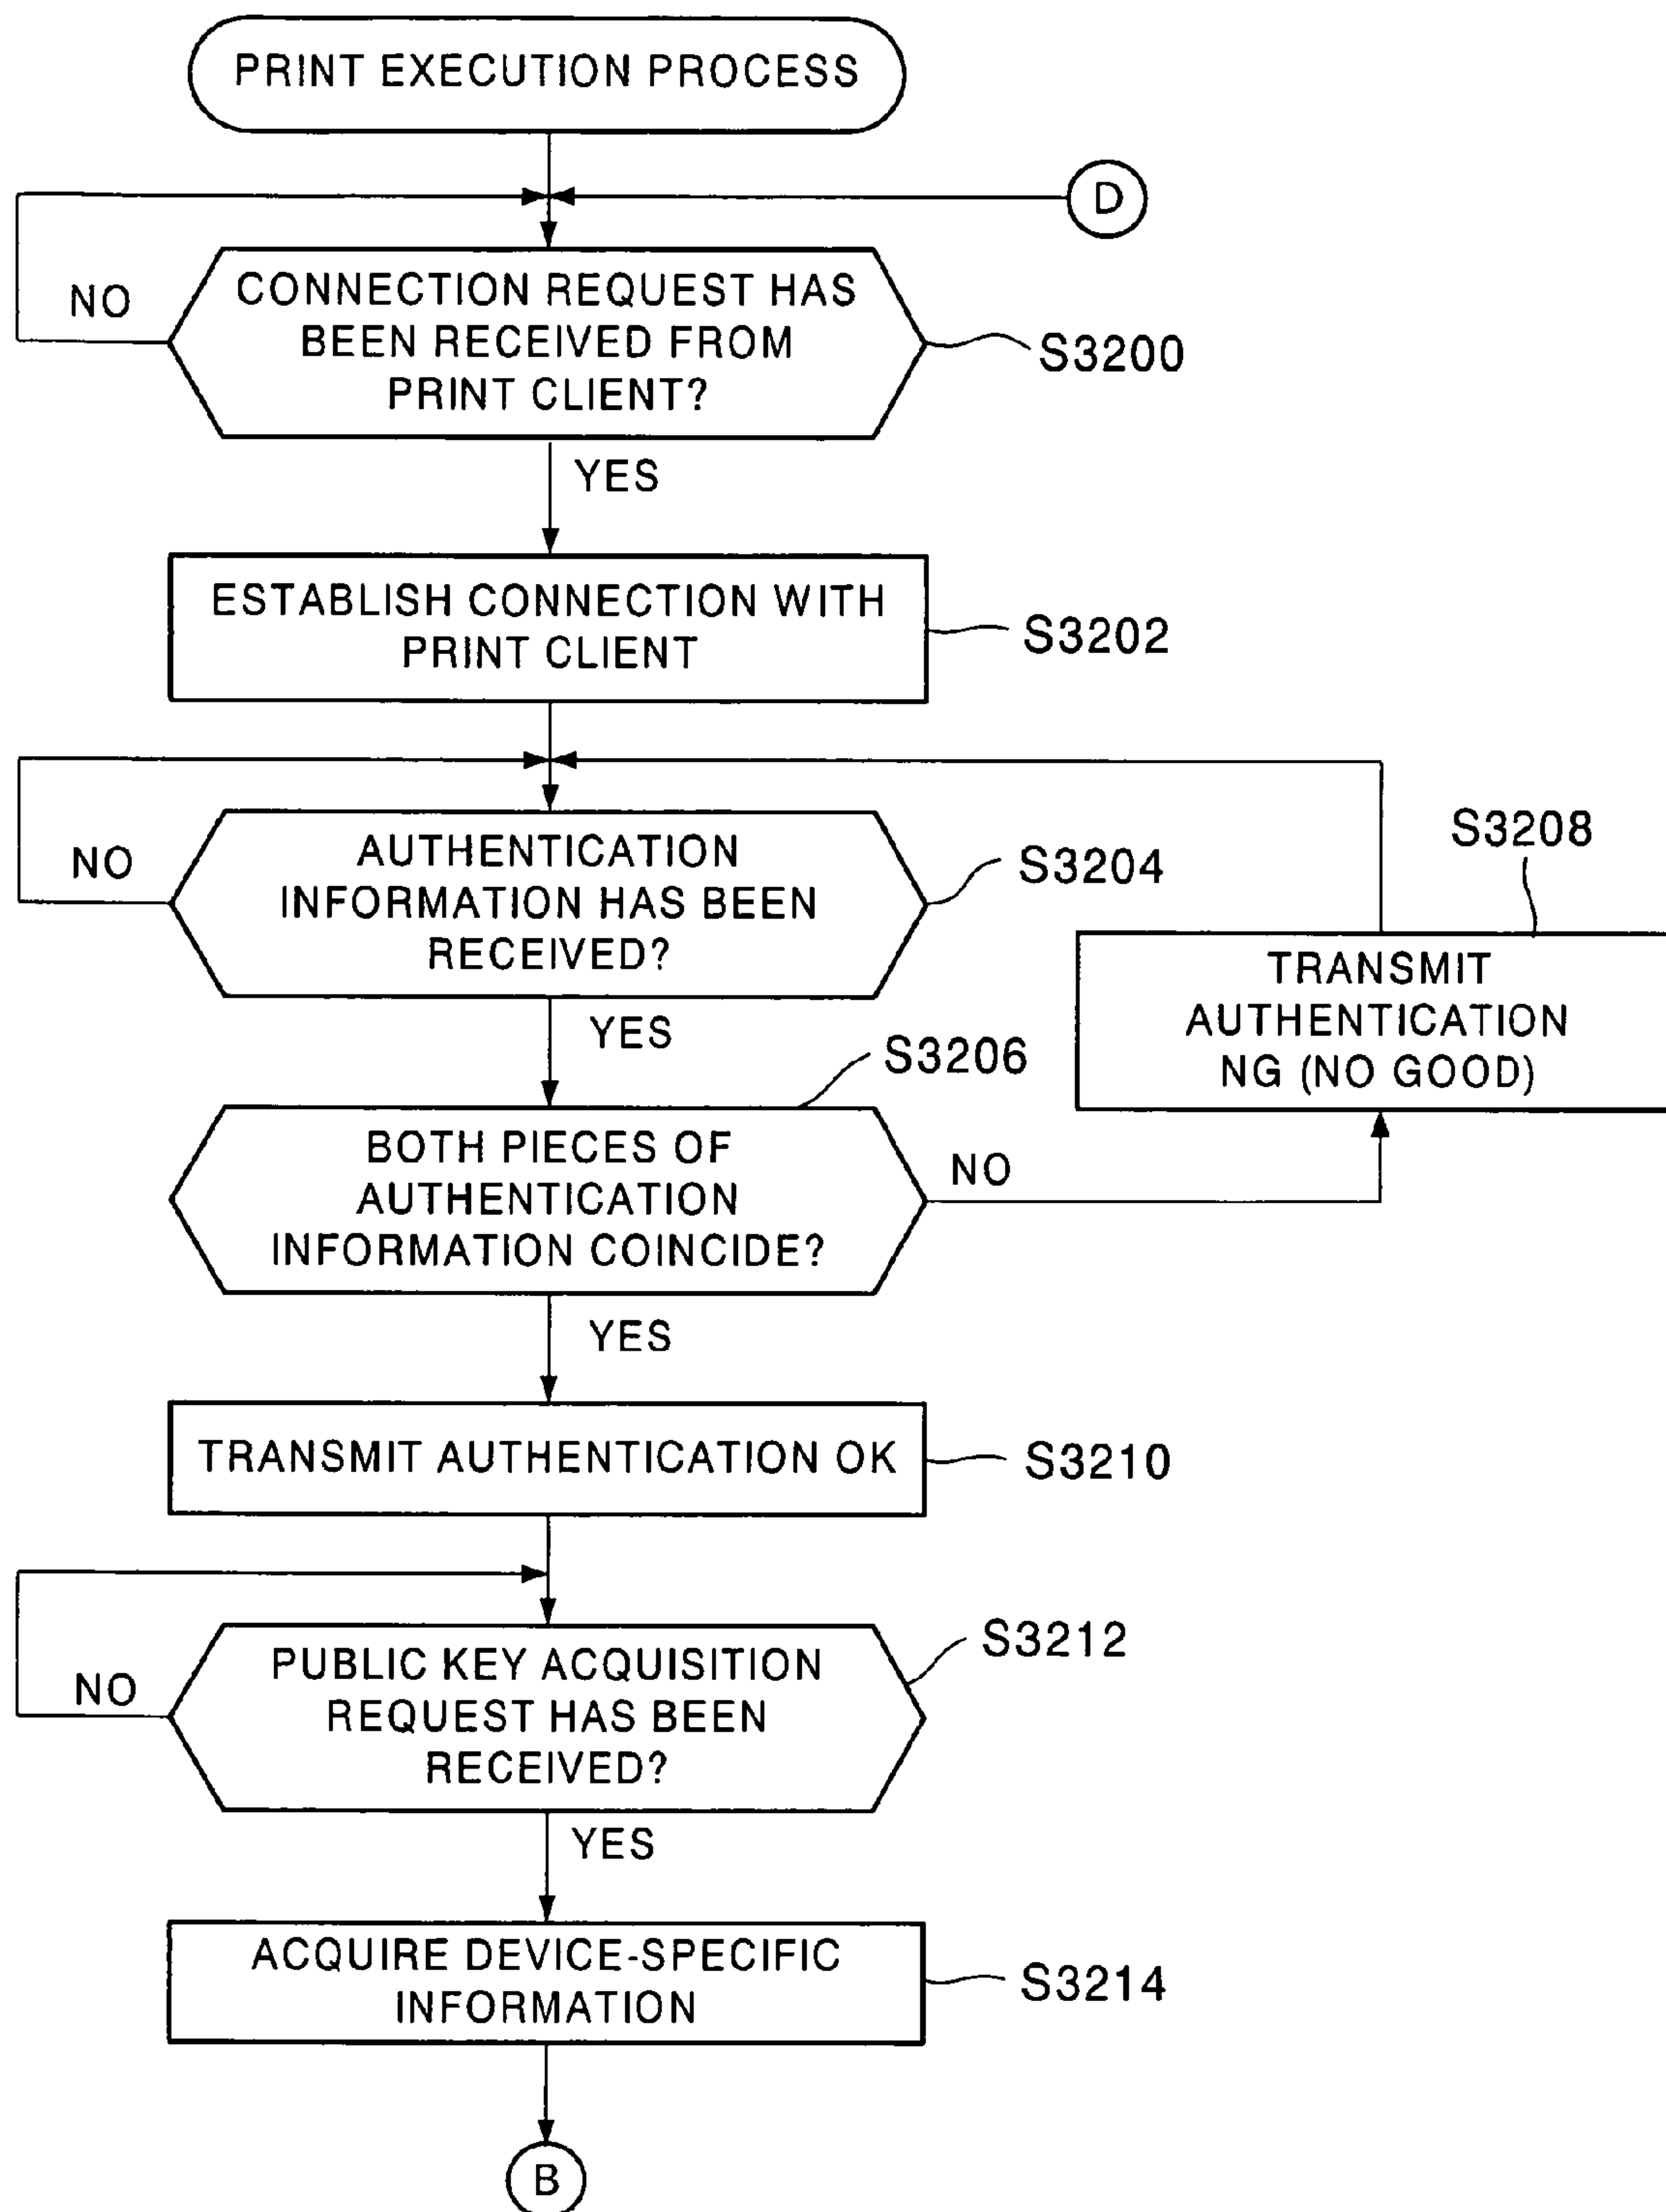 PRINT EXECUTION PROCESS
D
CONNECTION REQUEST HAS
BEEN RECEIVED FROM
PRINT CLIENT?
NO
S3200
YES
ESTABLISH CONNECTION WITH
PRINT CLIENT
S3202
AUTHENTICATION
INFORMATION HAS BEEN
RECEIVED?
NO
S3204
S3208
TRANSMIT
AUTHENTICATION
NG (NO GOOD)
YES
S3206
BOTH PIECES OF
AUTHENTICATION
INFORMATION COINCIDE?
NO
YES
TRANSMIT AUTHENTICATION OK
S3210
PUBLIC KEY ACQUISITION
REQUEST HAS BEEN
RECEIVED?
NO
S3212
YES
ACQUIRE DEVICE-SPECIFIC
INFORMATION
S3214
B